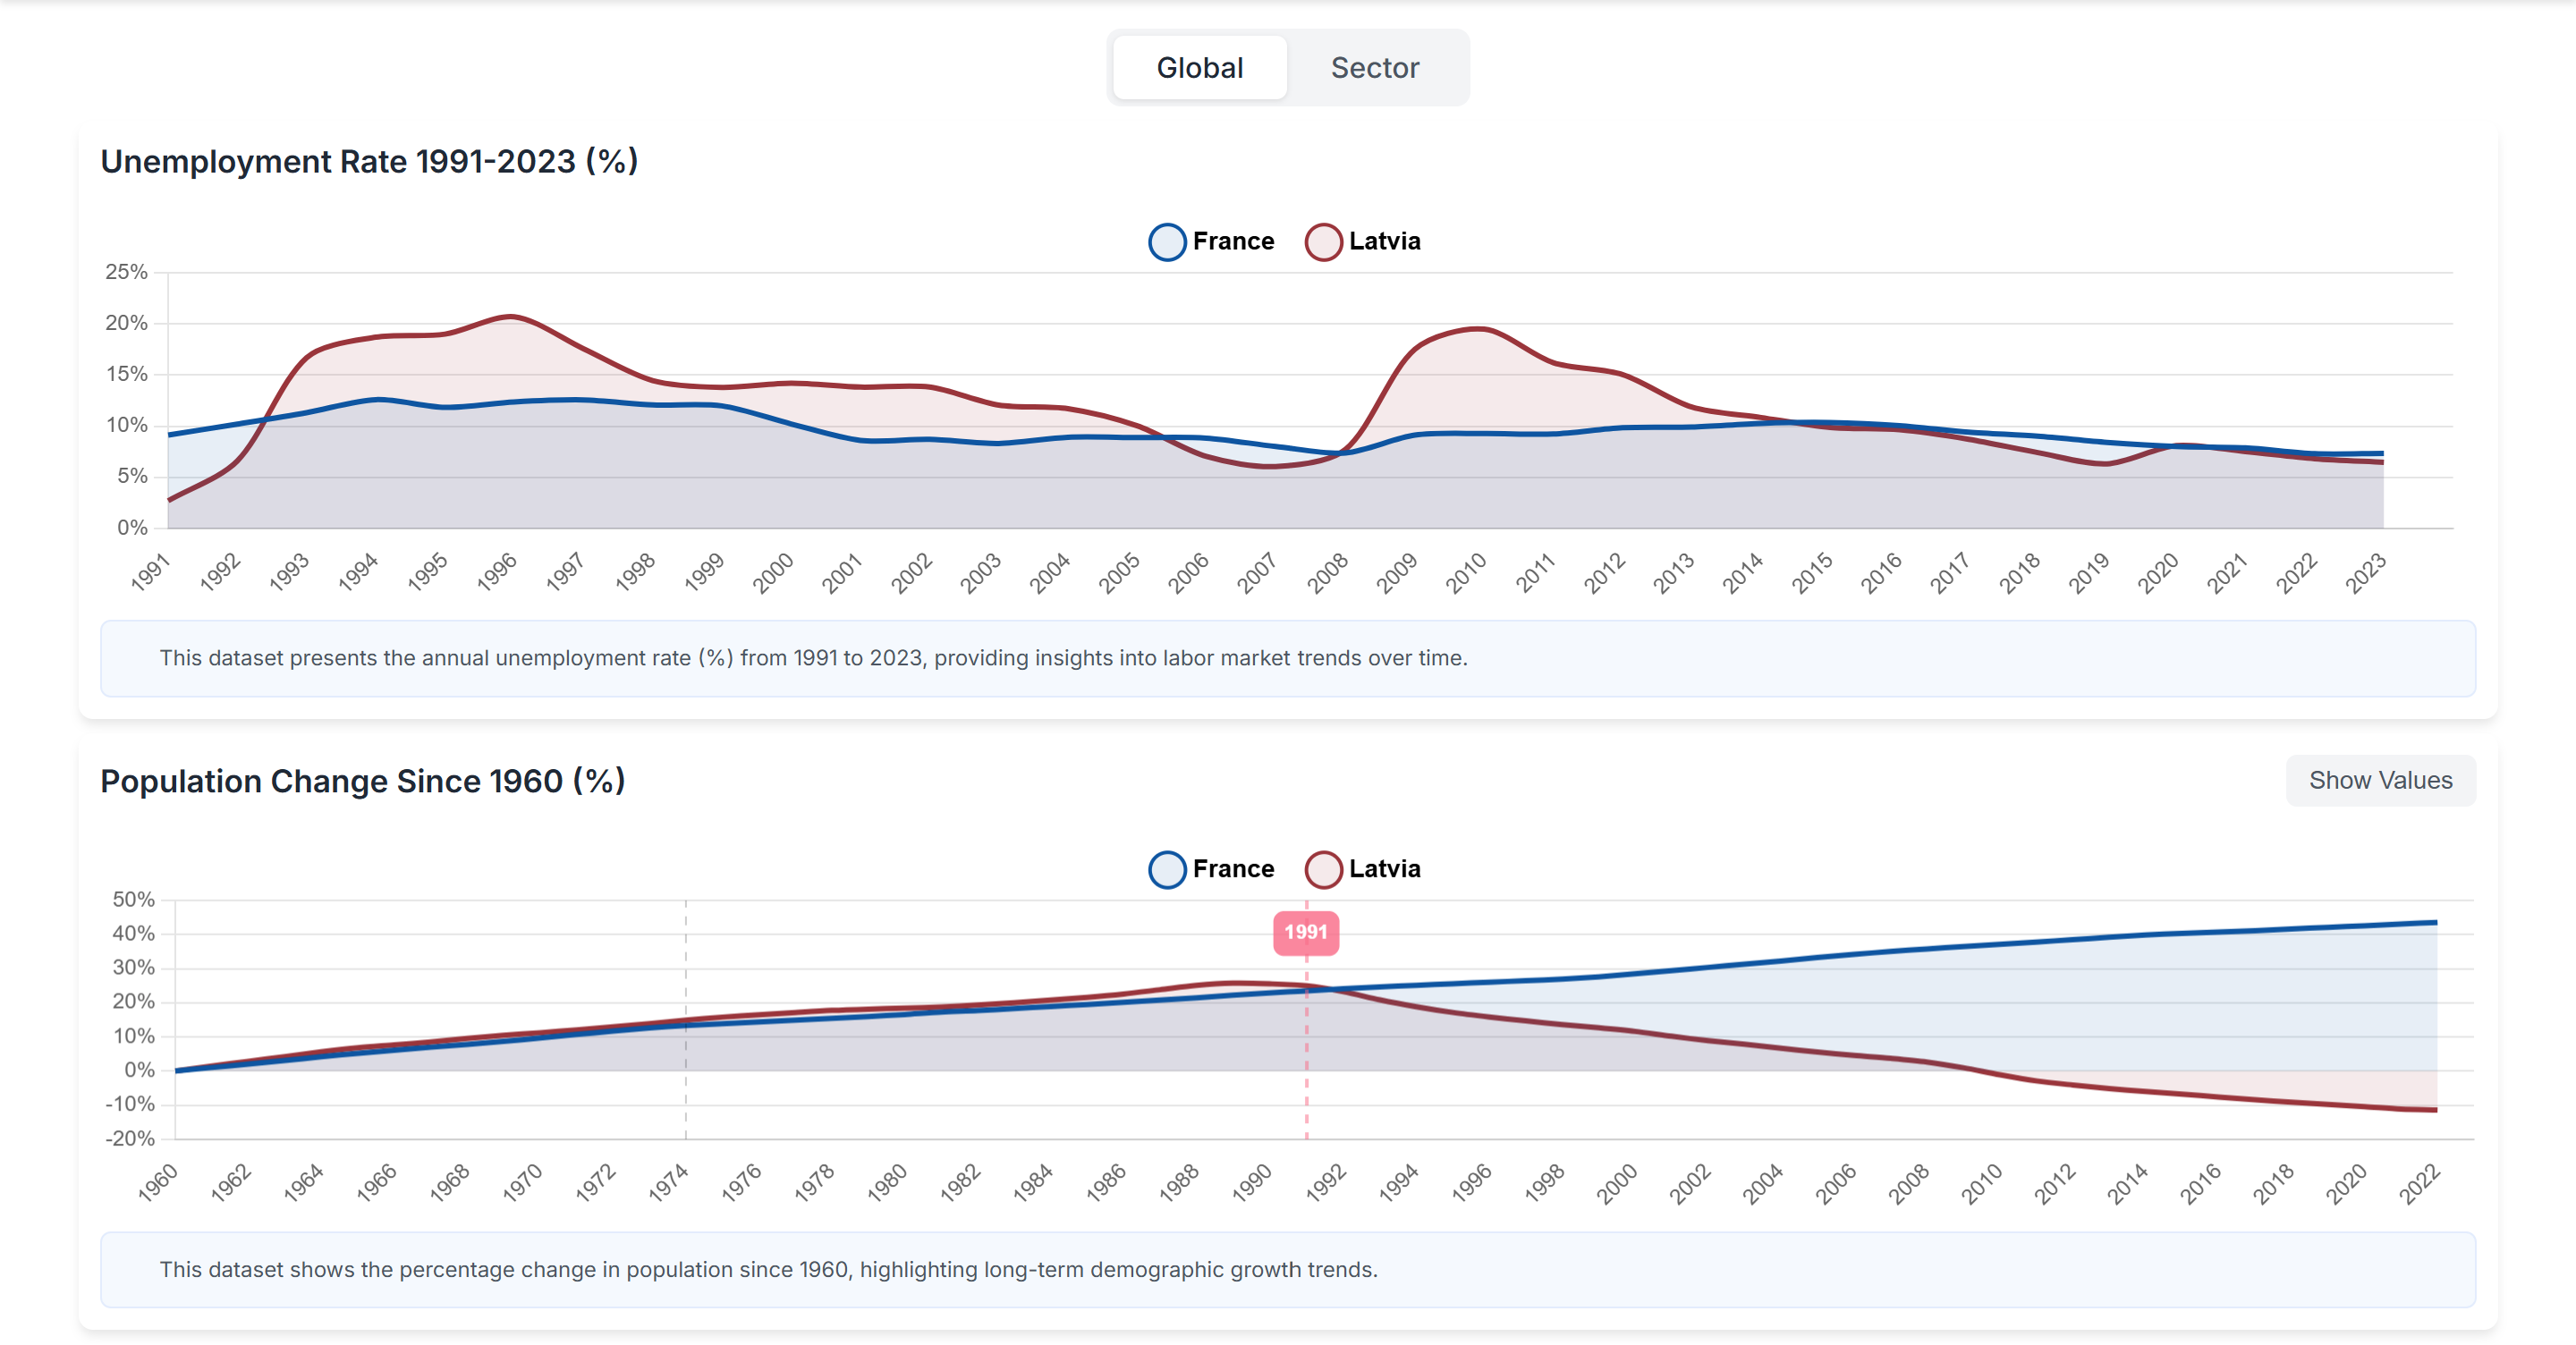 Global Sector
Unemployment Rate 1991-2023 (%)
France Latvia
25%
20%
15%
10%
5%
0%
1991 1992 1993 1994 1995 1996 1997 1998 1999 2000 2001 2002 2003 2004 2005 2006 2007 2008 2009 2010 2011 2012 2013 2014 2015 2016 2017 2018 2019 2020 2021 2022 2023
This dataset presents the annual unemployment rate (%) from 1991 to 2023, providing insights into labor market trends over time.
Population Change Since 1960 (%) Show Values
France Latvia
50%
1991
40%
30%
20%
10%
0%
-10%
-20%
1960 1962 1964 1966 1968 1970 1972 1974 1976 1978 1980 1982 1984 1986 1988 1990 1992 1994 1996 1998 2000 2002 2004 2006 2008 2010 2012 2014 2016 2018 2020 2022
This dataset shows the percentage change in population since 1960, highlighting long-term demographic growth trends.